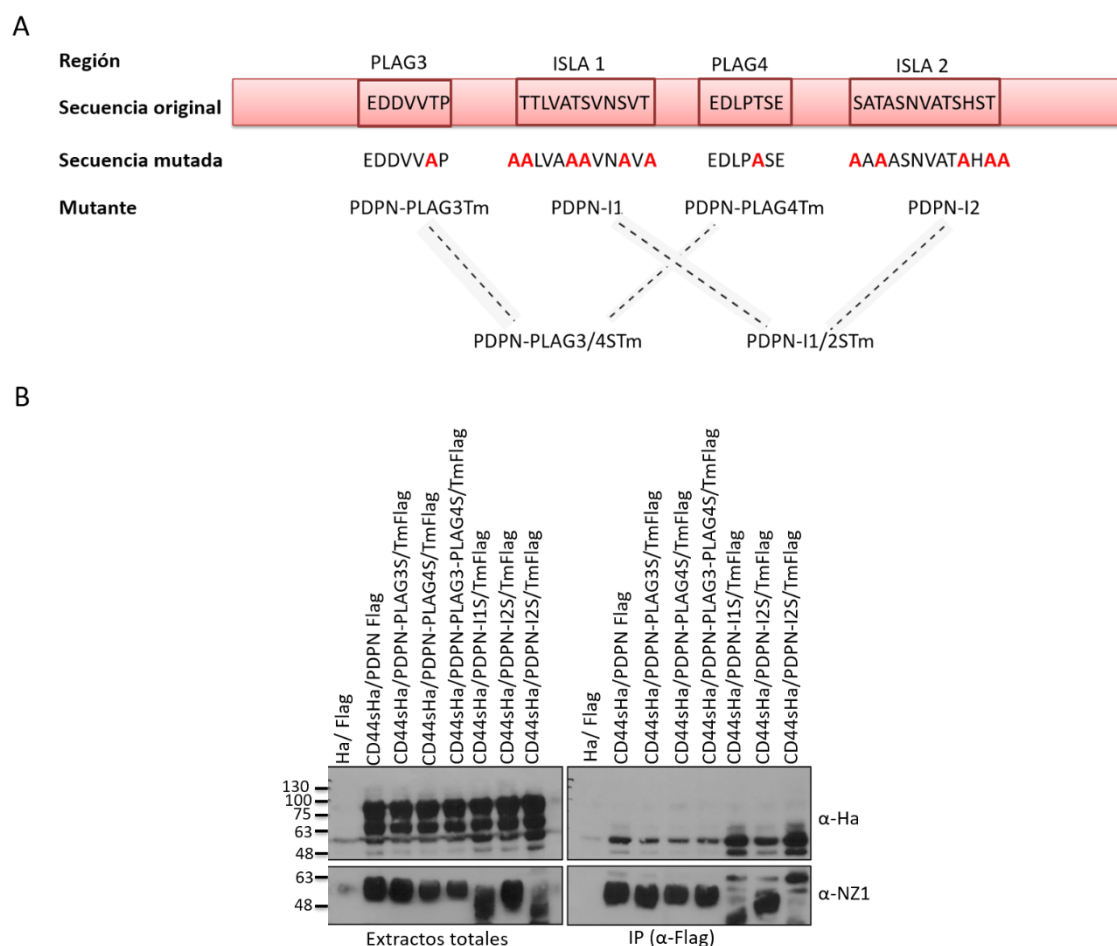 A
Región PLAG3 ISLA 1 PLAG4 ISLA 2
Secuencia original EDDVVTP TTLVATSVNSVT EDLPTSE SATASNVATSHST
Secuencia mutada EDDVVAP AALVAAAVNAVA EDLPASE AAAASNVATAHAA
Mutante PDPN-PLAG3Tm PDPN-I1 PDPN-PLAG4Tm PDPN-I2
PDPN-PLAG3/4STm PDPN-I1/2STm
B
Ha/ Flag
CD44sHa/PDPN Flag
CD44sHa/PDPN-PLAG3S/TmFlag
CD44sHa/PDPN-PLAG4S/TmFlag
CD44sHa/PDPN-PLAG3-PLAG4S/TmFlag
CD44sHa/PDPN-I1S/TmFlag
CD44sHa/PDPN-I2S/TmFlag
CD44sHa/PDPN-I2S/TmFlag
Ha/ Flag
CD44sHa/PDPN Flag
CD44sHa/PDPN-PLAG3S/TmFlag
CD44sHa/PDPN-PLAG4S/TmFlag
CD44sHa/PDPN-PLAG3-PLAG4S/TmFlag
CD44sHa/PDPN-I1S/TmFlag
CD44sHa/PDPN-I2S/TmFlag
CD44sHa/PDPN-I2S/TmFlag
130
100
75
63
48
α-Ha
63
48
α-NZ1
Extractos totales IP (α-Flag)